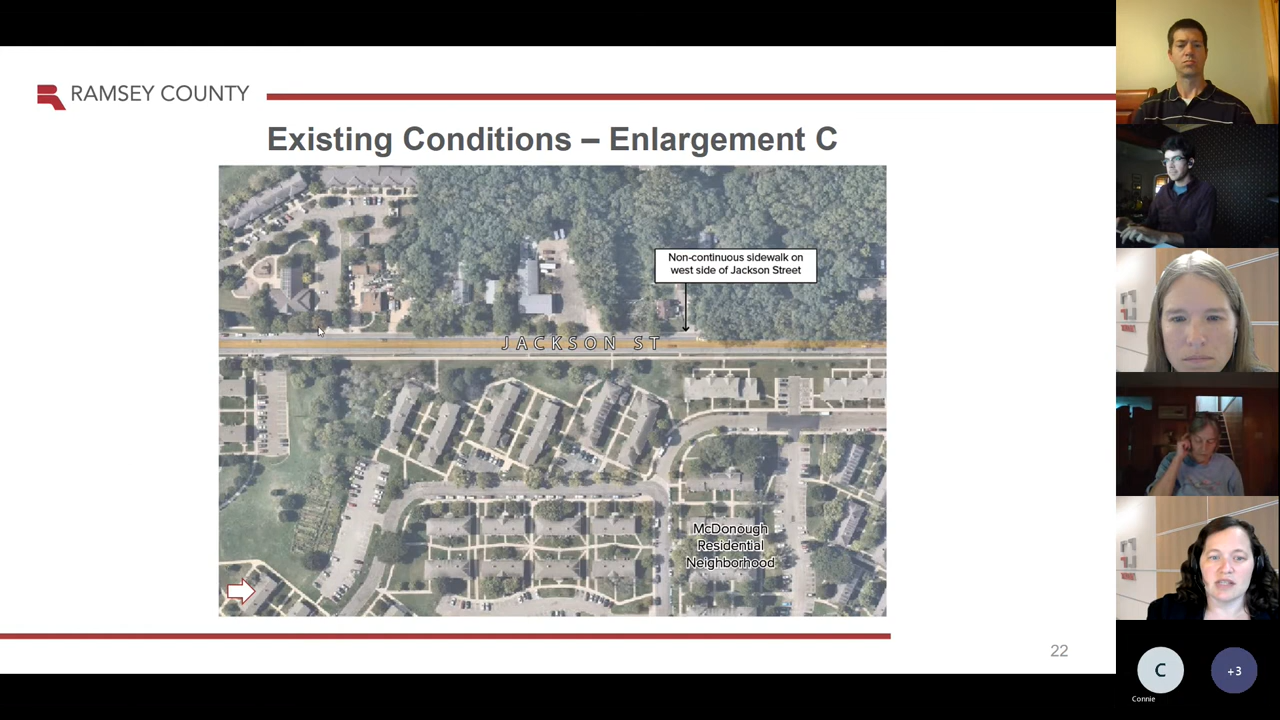 RAMSEY COUNTY
Existing Conditions – Enlargement C
Non-continuous sidewalk on
west side of Jackson Street
JACKSON ST
McDonough
Residential
Neighborhood
22
C
+3
Connie